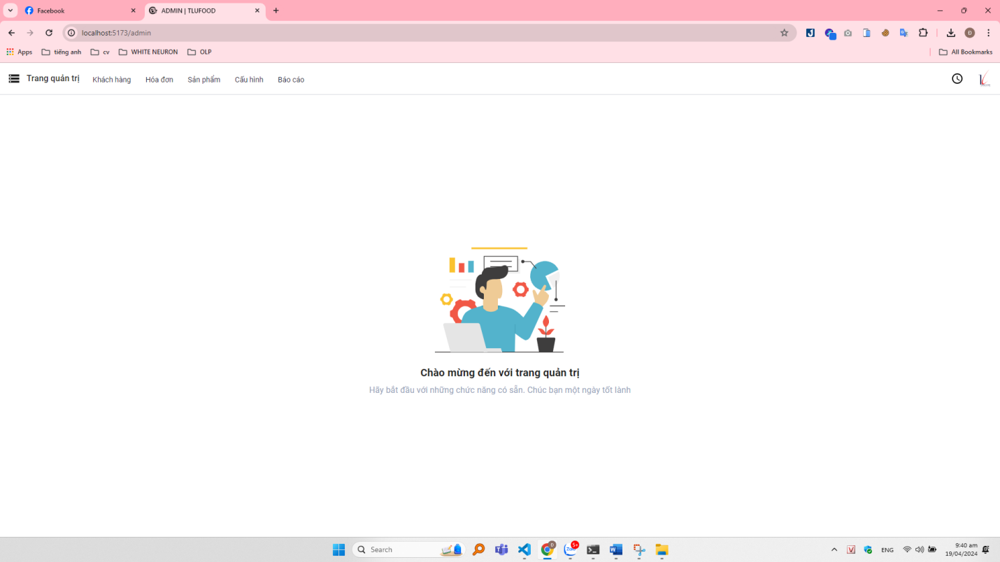 Facebook
ADMIN | TLUFOOD
localhost:5173/admin
Apps tiếng anh cv WHITE NEURON OLP All Bookmarks
Trang quản trị Khách hàng Hóa đơn Sản phẩm Cấu hình Báo cáo
Chào mừng đến với trang quản trị
Hãy bắt đầu với những chức năng có sẵn. Chúc bạn một ngày tốt lành
Search
Đ
Zalo
5+
V
ENG
9:40 am
19/04/2024